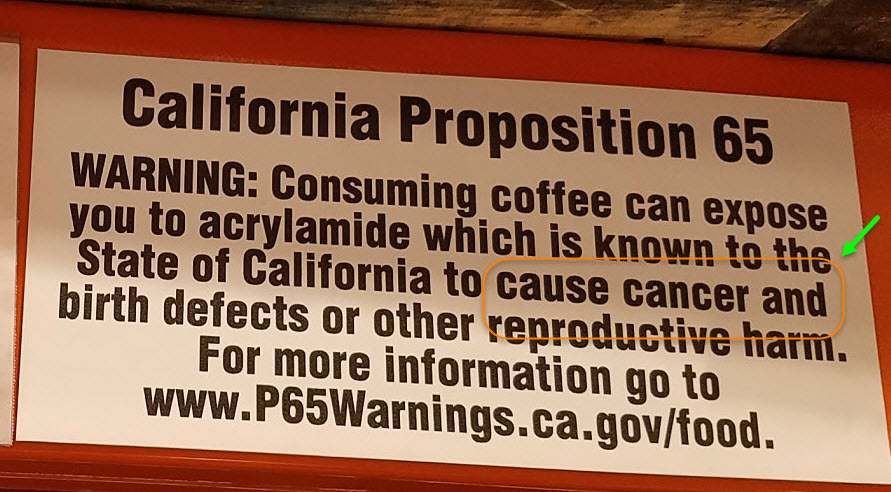 California Proposition 65
WARNING: Consuming coffee can expose
you to acrylamide which is known to the
State of California to cause cancer and
birth defects or other reproductive harm.
For more information go to
www.P65Warnings.ca.gov/food.